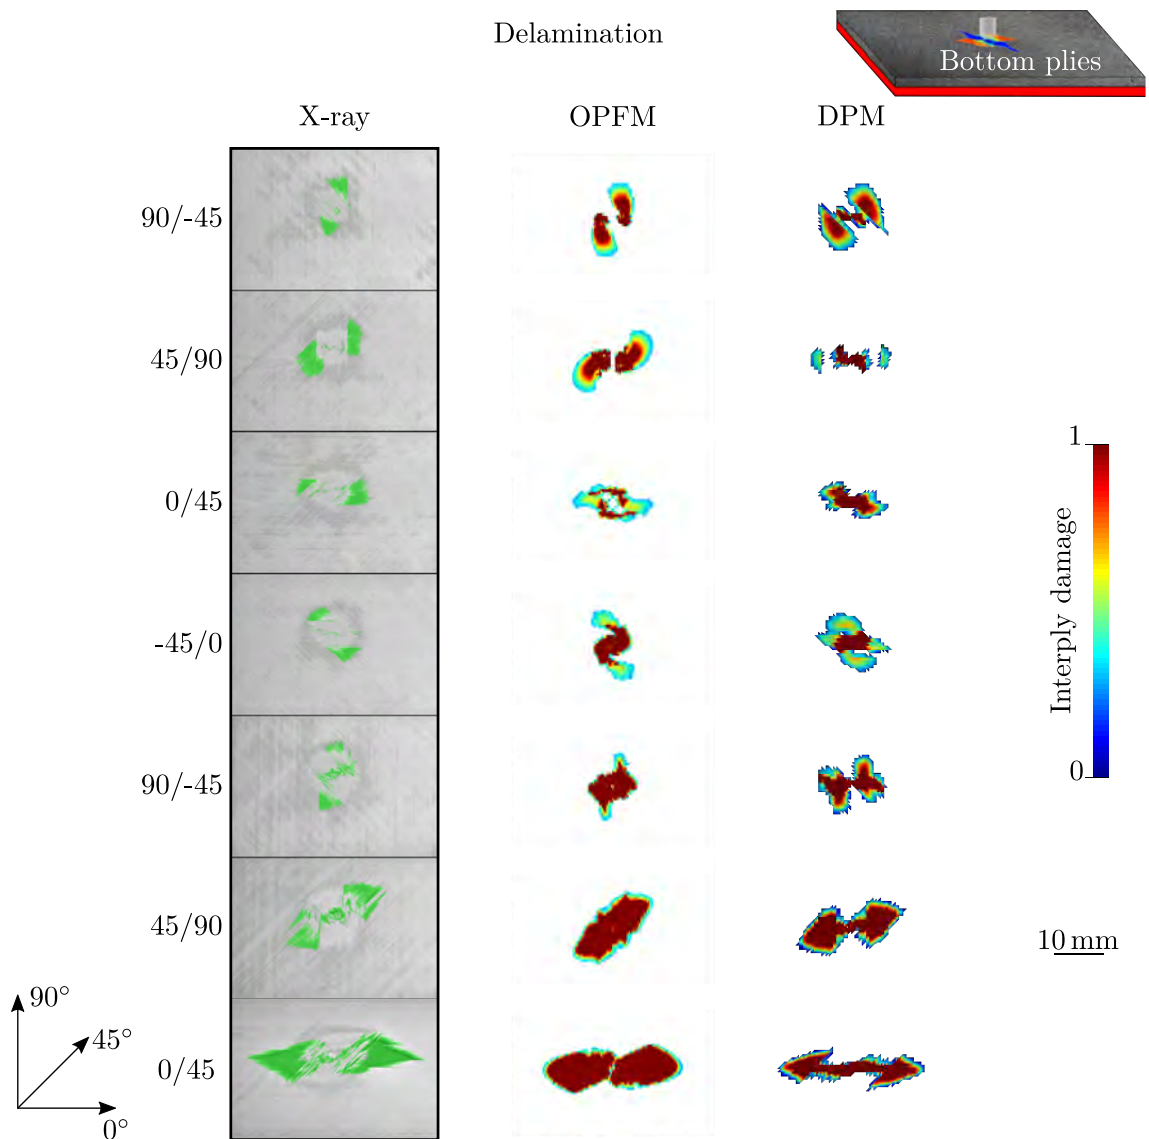 Delamination
Bottom plies
X-ray
OPFM
DPM
90/-45
45/90
0/45
-45/0
90/-45
45/90
0/45
1
Interply damage
0
10 mm
90°
45°
0°